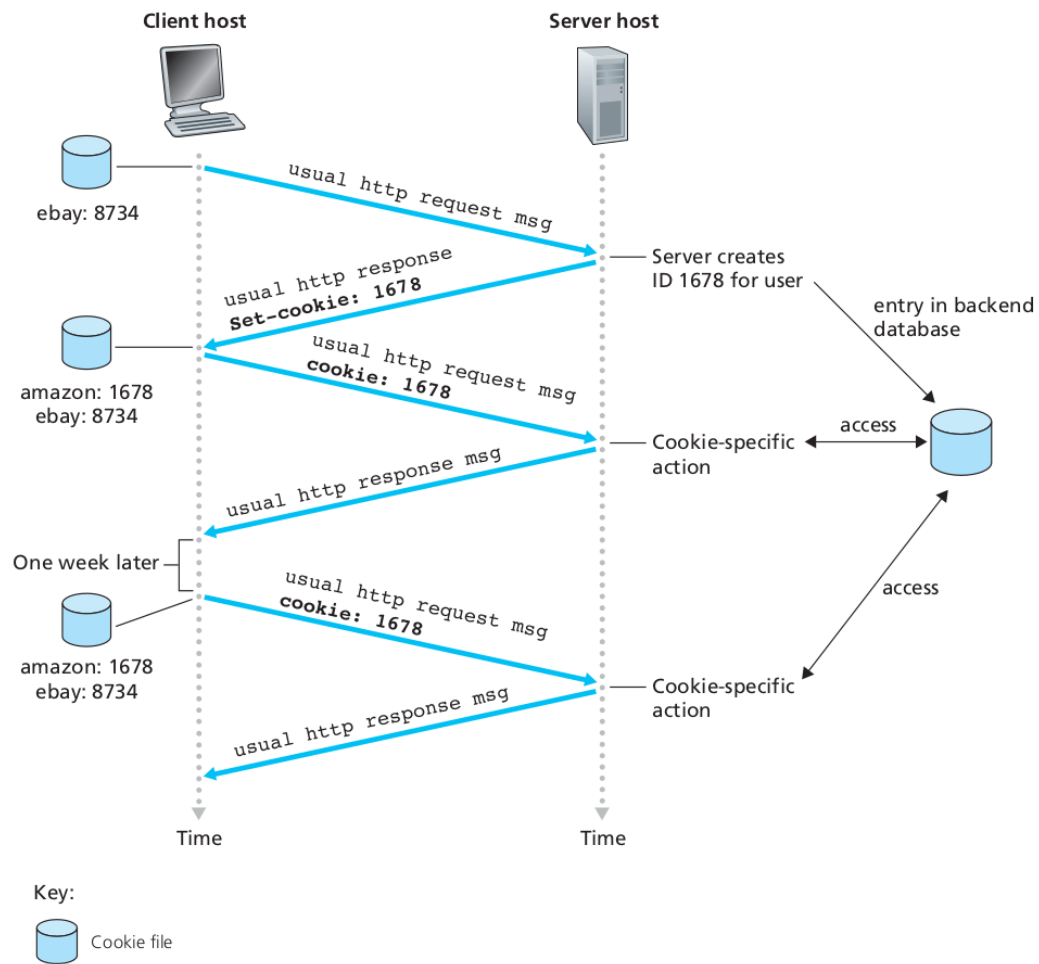 Client host
Server host
ebay: 8734
usual http request msg
Server creates
ID 1678 for user
usual http response
Set-cookie: 1678
entry in backend
database
amazon: 1678
ebay: 8734
usual http request msg
cookie: 1678
Cookie-specific
action
access
usual http response msg
One week later
usual http request msg
cookie: 1678
access
amazon: 1678
ebay: 8734
Cookie-specific
action
usual http response msg
Time
Time
Key:
Cookie file